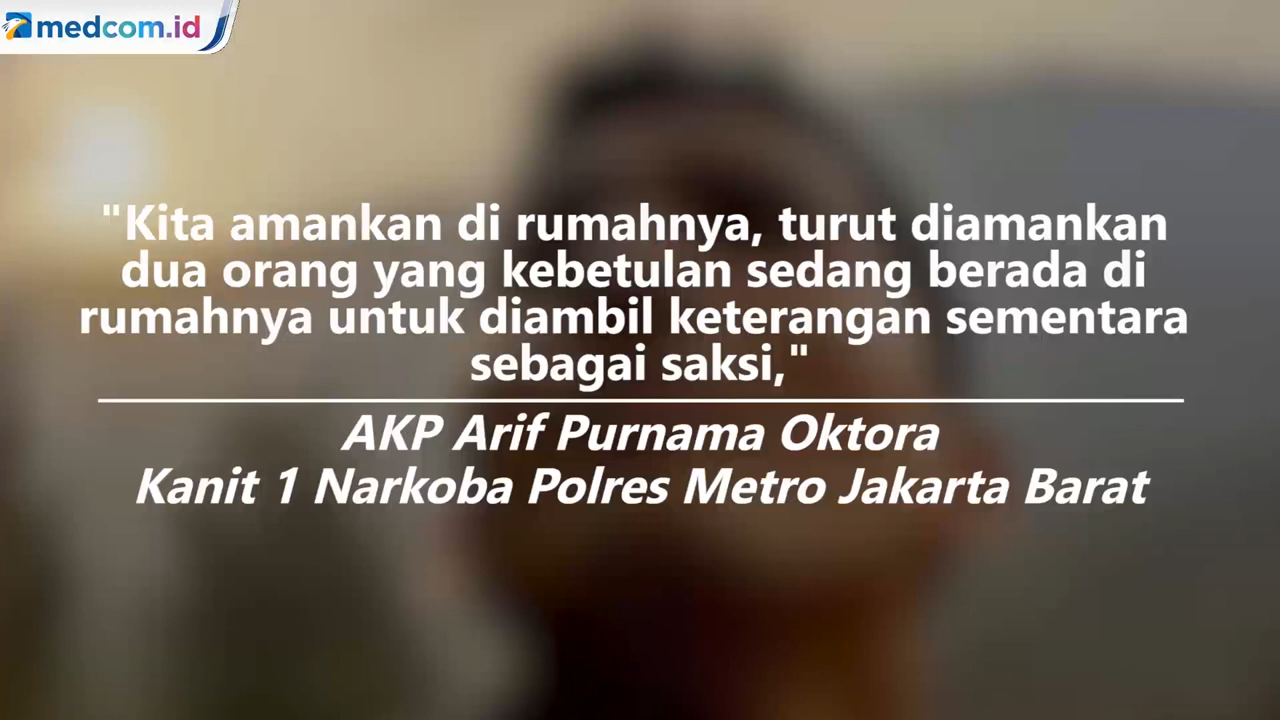 medcom.id
"Kita amankan di rumahnya, turut diamankan
dua orang yang kebetulan sedang berada di
rumahnya untuk diambil keterangan sementara
sebagai saksi,"
AKP Arif Purnama Oktora
Kanit 1 Narkoba Polres Metro Jakarta Barat